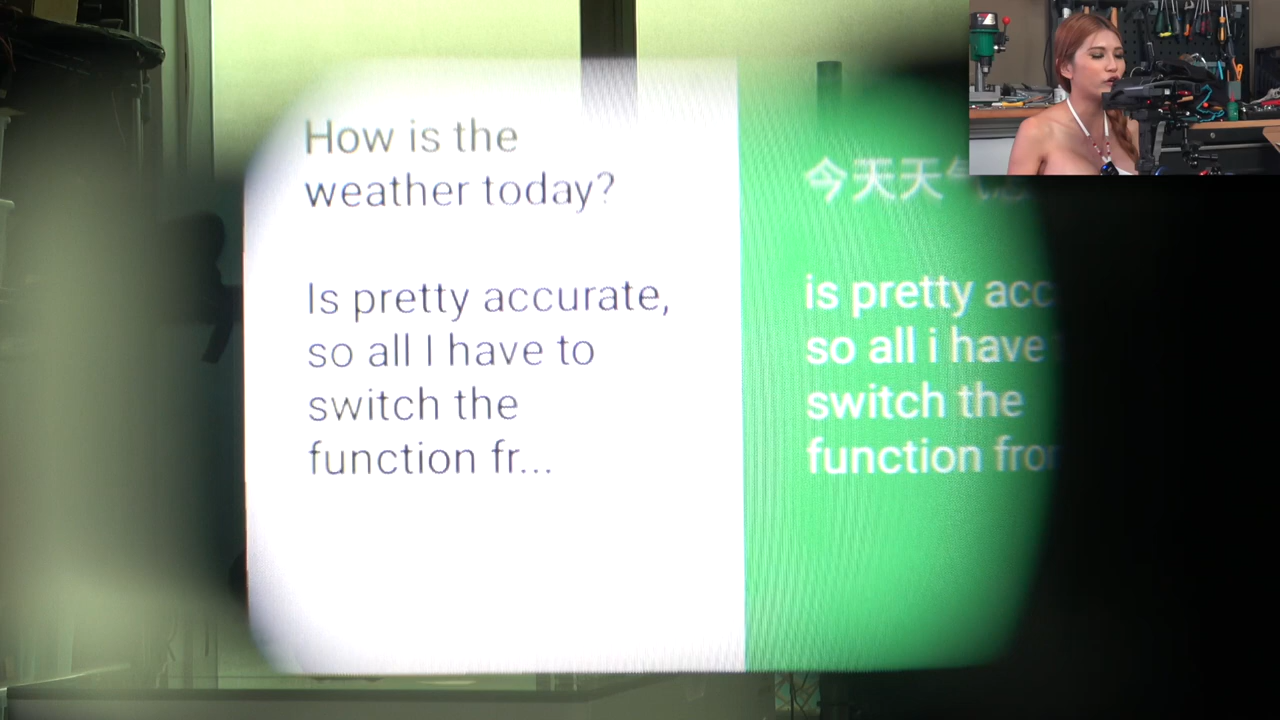 How is the
weather today?
Is pretty accurate,
so all I have to
switch the
function fr...
今天天气
is pretty acc
so all i have
switch the
function fro